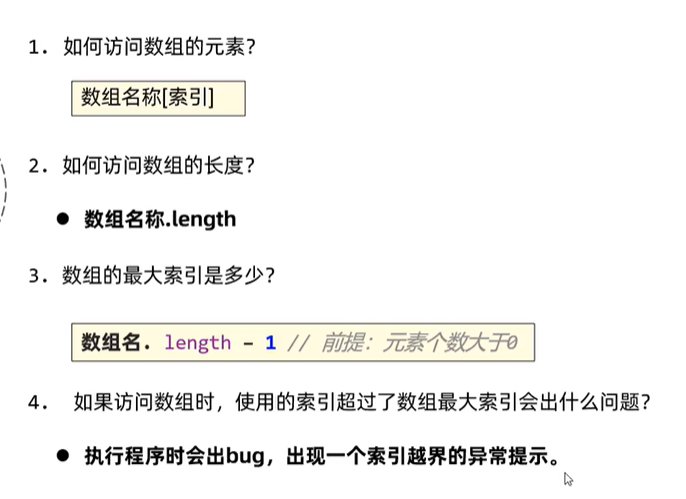 1. 如何访问数组的元素？
数组名称[索引]
2. 如何访问数组的长度？
● 数组名称.length
3. 数组的最大索引是多少？
数组名. length - 1 // 前提：元素个数大于0
4. 如果访问数组时，使用的索引超过了数组最大索引会出什么问题？
● 执行程序时会出bug，出现一个索引越界的异常提示。